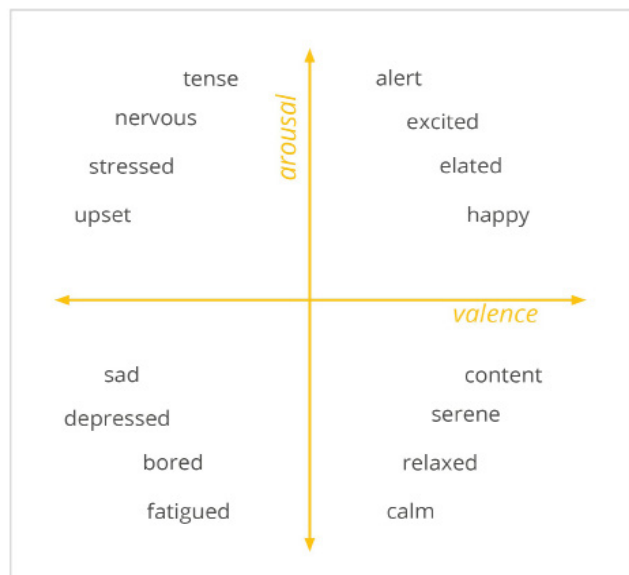 tense
alert
arousal
nervous
excited
stressed
elated
upset
happy
valence
sad
content
depressed
serene
bored
relaxed
fatigued
calm